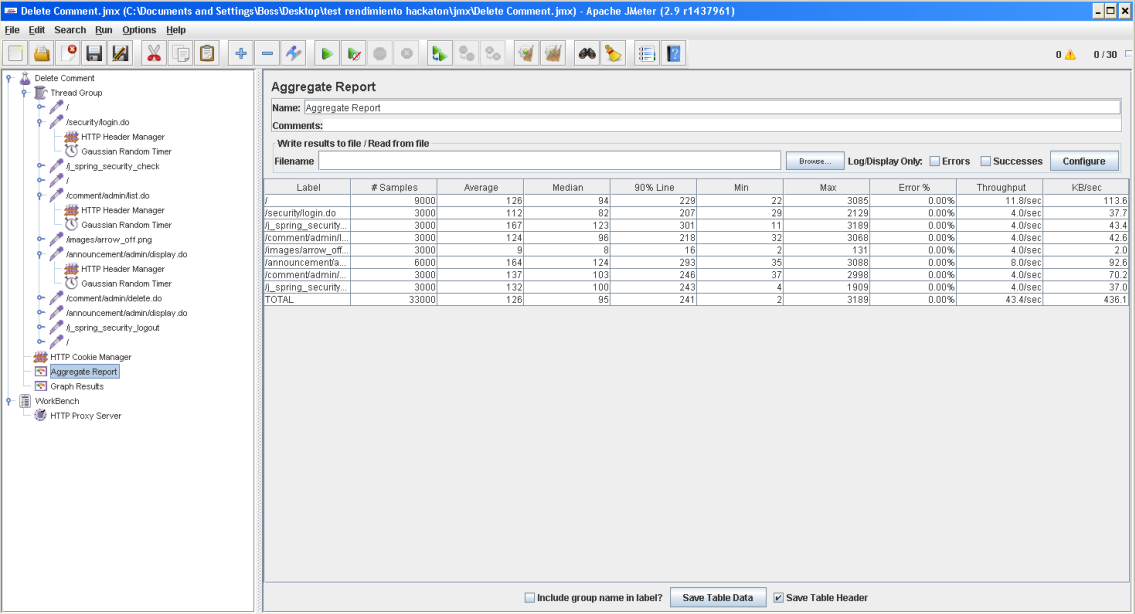 Delete Comment.jmx (C:\Documents and Settings\Boss\Desktop\test rendimiento hackaton\jmx\Delete Comment.jmx) - Apache JMeter (2.9 r1437961)
File Edit Search Run Options Help
0 0 / 30
Delete Comment
Thread Group
/
/security/login.do
HTTP Header Manager
Gaussian Random Timer
/j_spring_security_check
/
/comment/admin/list.do
HTTP Header Manager
Gaussian Random Timer
/images/arrow_off.png
/announcement/admin/display.do
HTTP Header Manager
Gaussian Random Timer
/comment/admin/delete.do
/announcement/admin/display.do
/j_spring_security_logout
/
HTTP Cookie Manager
Aggregate Report
Graph Results
WorkBench
HTTP Proxy Server
Aggregate Report
Name: Aggregate Report
Comments:
Write results to file / Read from file
Filename Browse... Log/Display Only: Errors Successes Configure
Label # Samples Average Median 90% Line Min Max Error % Throughput KB/sec
/ 9000 126 94 229 22 3085 0.00% 11.8/sec 113.6
/security/login.do 3000 112 82 207 29 2129 0.00% 4.0/sec 37.7
/j_spring_security... 3000 167 123 301 11 3189 0.00% 4.0/sec 43.4
/comment/admin/l... 3000 124 96 218 32 3068 0.00% 4.0/sec 42.6
/images/arrow_off... 3000 9 8 16 2 131 0.00% 4.0/sec 2.0
/announcement/a... 6000 164 124 293 35 3088 0.00% 8.0/sec 92.6
/comment/admin/... 3000 137 103 246 37 2998 0.00% 4.0/sec 70.2
/j_spring_security... 3000 132 100 243 4 1909 0.00% 4.0/sec 37.0
TOTAL 33000 126 95 241 2 3189 0.00% 43.4/sec 436.1
Include group name in label? Save Table Data Save Table Header